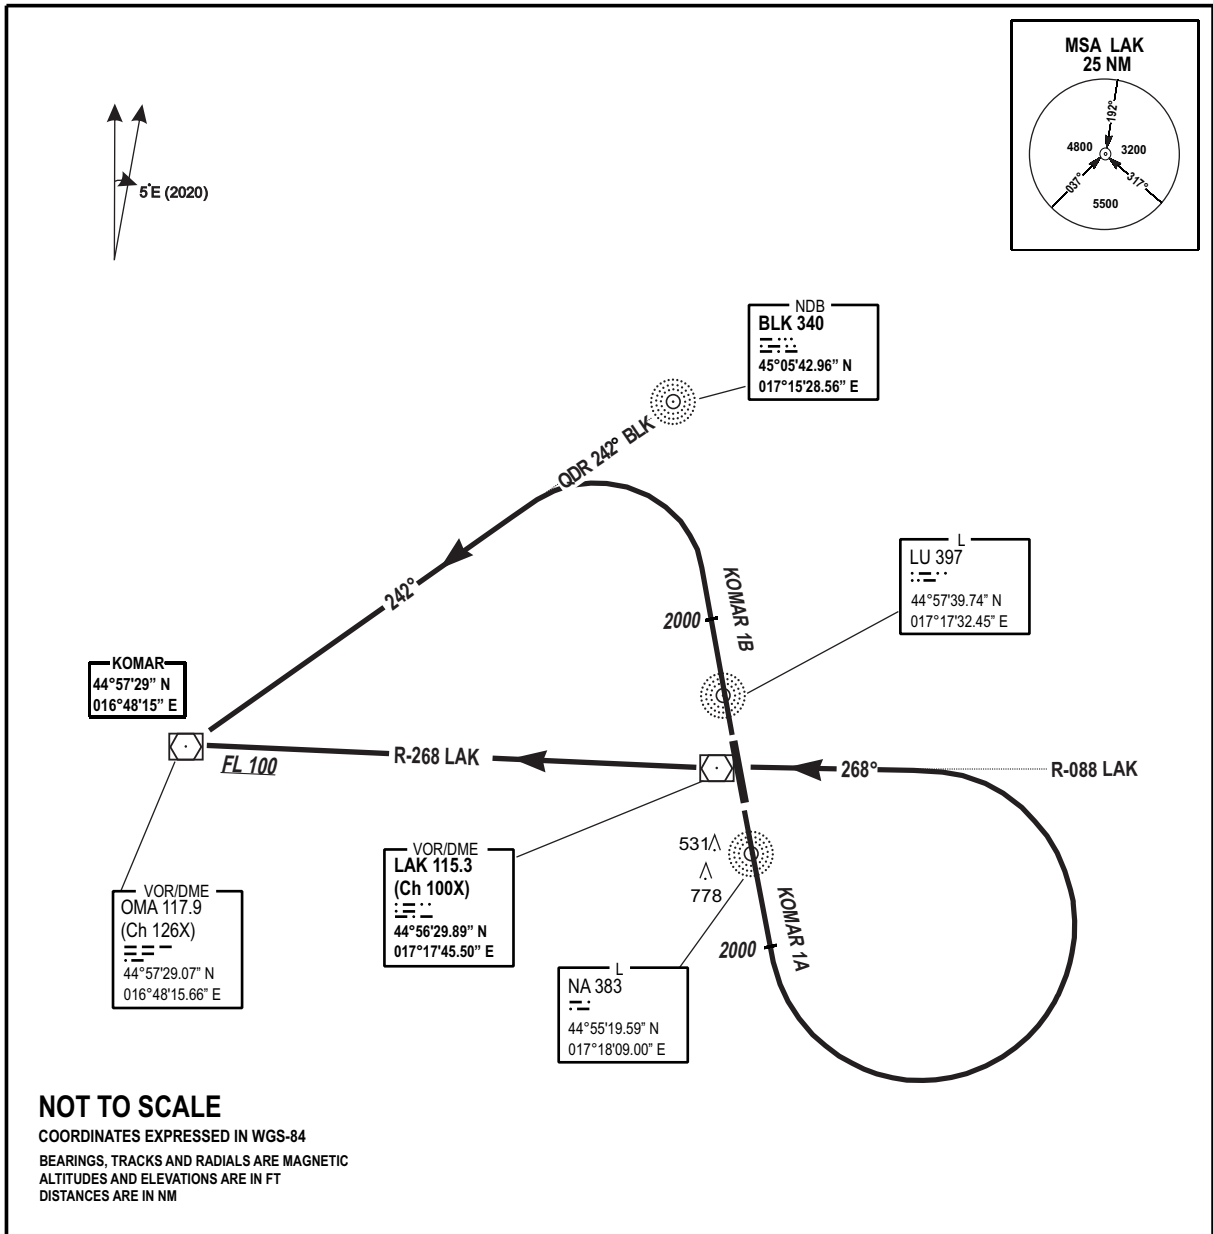 MSA LAK
25 NM
192°
4800
3200
037°
317°
5500
5°E (2020)
NDB
BLK 340
45°05'42.96” N
017°15'28.56” E
QDR 242° BLK
L
LU 397
44°57'39.74” N
017°17'32.45” E
242°
KOMAR 1B
2000
KOMAR
44°57'29” N
016°48'15” E
FL 100
R-268 LAK
268°
R-088 LAK
VOR/DME
LAK 115.3
(Ch 100X)
44°56'29.89” N
017°17'45.50” E
531
778
KOMAR 1A
2000
VOR/DME
OMA 117.9
(Ch 126X)
44°57'29.07” N
016°48'15.66” E
L
NA 383
44°55'19.59” N
017°18'09.00” E
NOT TO SCALE
COORDINATES EXPRESSED IN WGS-84
BEARINGS, TRACKS AND RADIALS ARE MAGNETIC
ALTITUDES AND ELEVATIONS ARE IN FT
DISTANCES ARE IN NM